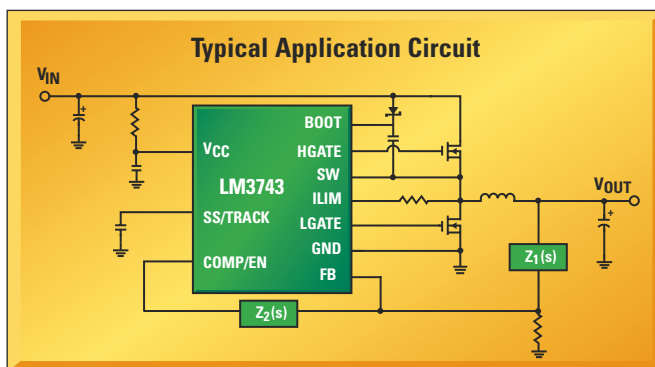 Typical Application Circuit
VIN
+
BOOT
VCC
HGATE
LM3743
SW
ILIM
VOUT
SS/TRACK
LGATE
+
GND
Z1(s)
COMP/EN
FB
Z2(s)